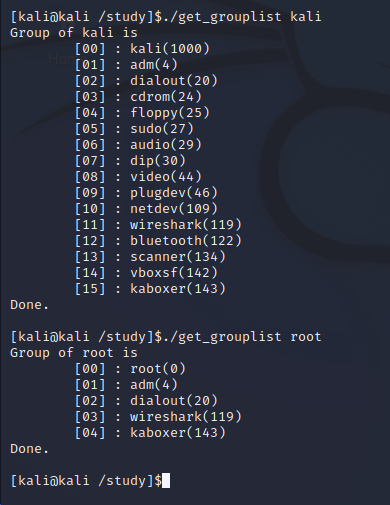 [kali@kali /study]$./get_grouplist kali
Group of kali is
[00] : kali(1000)
[01] : adm(4)
[02] : dialout(20)
[03] : cdrom(24)
[04] : floppy(25)
[05] : sudo(27)
[06] : audio(29)
[07] : dip(30)
[08] : video(44)
[09] : plugdev(46)
[10] : netdev(109)
[11] : wireshark(119)
[12] : bluetooth(122)
[13] : scanner(134)
[14] : vboxsf(142)
[15] : kaboxer(143)
Done.
[kali@kali /study]$./get_grouplist root
Group of root is
[00] : root(0)
[01] : adm(4)
[02] : dialout(20)
[03] : wireshark(119)
[04] : kaboxer(143)
Done.
[kali@kali /study]$